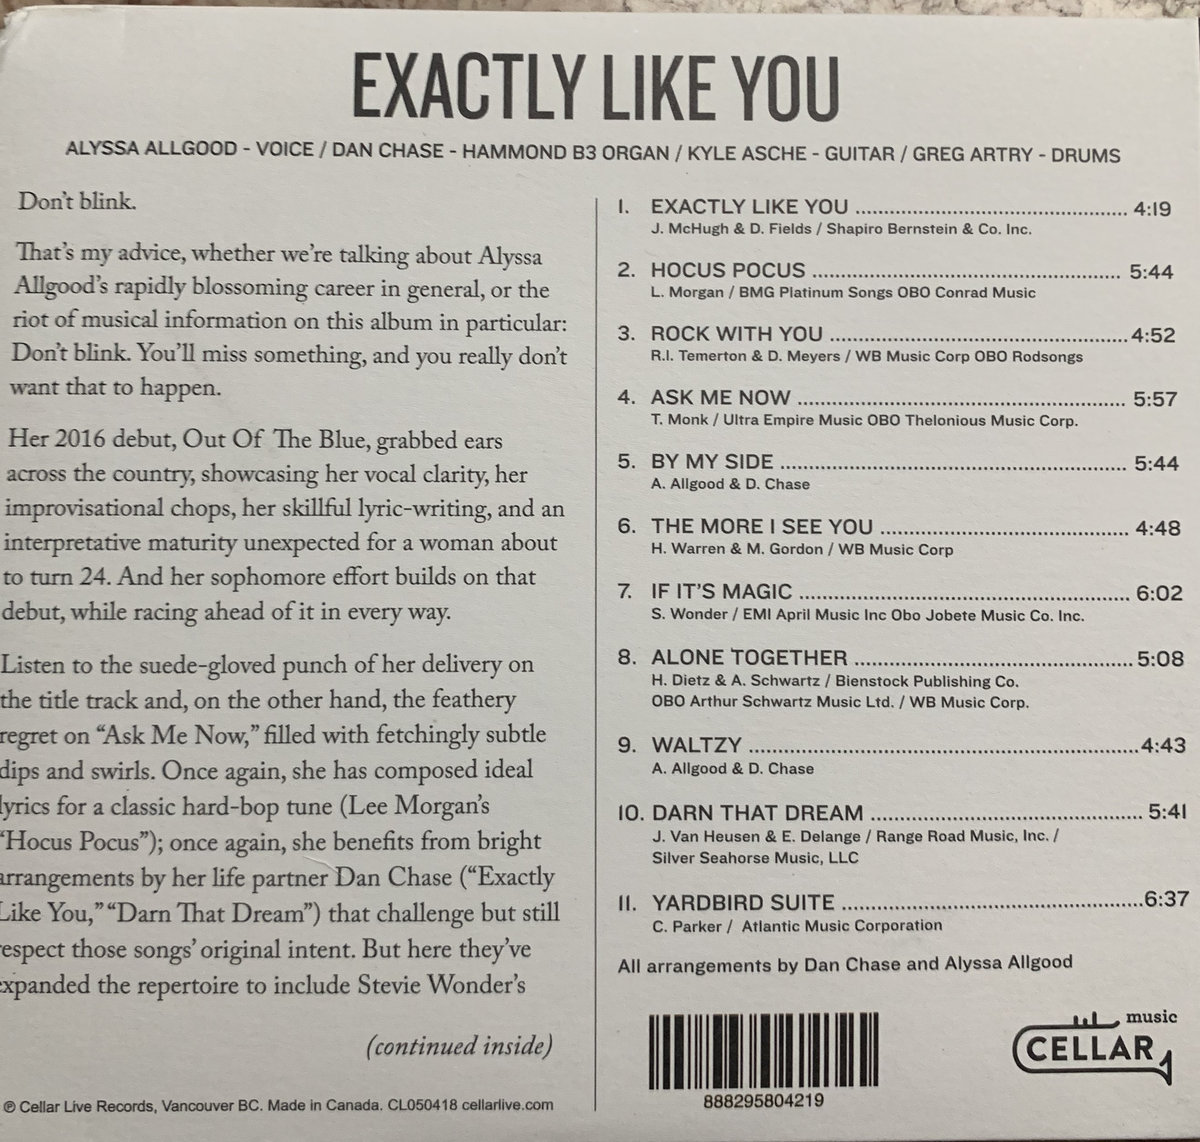 EXACTLY LIKE YOU
ALYSSA ALLGOOD - VOICE / DAN CHASE - HAMMOND B3 ORGAN / KYLE ASCHE - GUITAR / GREG ARTRY - DRUMS
Don't blink.
That's my advice, whether we're talking about Alyssa
Allgood's rapidly blossoming career in general, or the
riot of musical information on this album in particular:
Don't blink. You'll miss something, and you really don't
want that to happen.
Her 2016 debut, Out Of The Blue, grabbed ears
across the country, showcasing her vocal clarity, her
improvisational chops, her skillful lyric-writing, and an
interpretative maturity unexpected for a woman about
to turn 24. And her sophomore effort builds on that
debut, while racing ahead of it in every way.
Listen to the suede-gloved punch of her delivery on
the title track and, on the other hand, the feathery
regret on “Ask Me Now,” filled with fetchingly subtle
dips and swirls. Once again, she has composed ideal
lyrics for a classic hard-bop tune (Lee Morgan's
“Hocus Pocus”); once again, she benefits from bright
arrangements by her life partner Dan Chase (“Exactly
Like You,” “Darn That Dream”) that challenge but still
respect those songs' original intent. But here they've
expanded the repertoire to include Stevie Wonder's
(continued inside)
℗ Cellar Live Records, Vancouver BC. Made in Canada. CL050418 cellarlive.com
1. EXACTLY LIKE YOU ........................................ 4:19
J. McHugh & D. Fields / Shapiro Bernstein & Co. Inc.
2. HOCUS POCUS ............................................. 5:44
L. Morgan / BMG Platinum Songs OBO Conrad Music
3. ROCK WITH YOU ........................................... 4:52
R.I. Temerton & D. Meyers / WB Music Corp OBO Rodsongs
4. ASK ME NOW ................................................ 5:57
T. Monk / Ultra Empire Music OBO Thelonious Music Corp.
5. BY MY SIDE .................................................. 5:44
A. Allgood & D. Chase
6. THE MORE I SEE YOU .................................... 4:48
H. Warren & M. Gordon / WB Music Corp
7. IF IT'S MAGIC ................................................ 6:02
S. Wonder / EMI April Music Inc Obo Jobete Music Co. Inc.
8. ALONE TOGETHER ........................................ 5:08
H. Dietz & A. Schwartz / Bienstock Publishing Co.
OBO Arthur Schwartz Music Ltd. / WB Music Corp.
9. WALTZY ........................................................ 4:43
A. Allgood & D. Chase
10. DARN THAT DREAM ....................................... 5:41
J. Van Heusen & E. Delange / Range Road Music, Inc. /
Silver Seahorse Music, LLC
11. YARDBIRD SUITE ........................................... 6:37
C. Parker / Atlantic Music Corporation
All arrangements by Dan Chase and Alyssa Allgood
888295804219
music
CELLAR